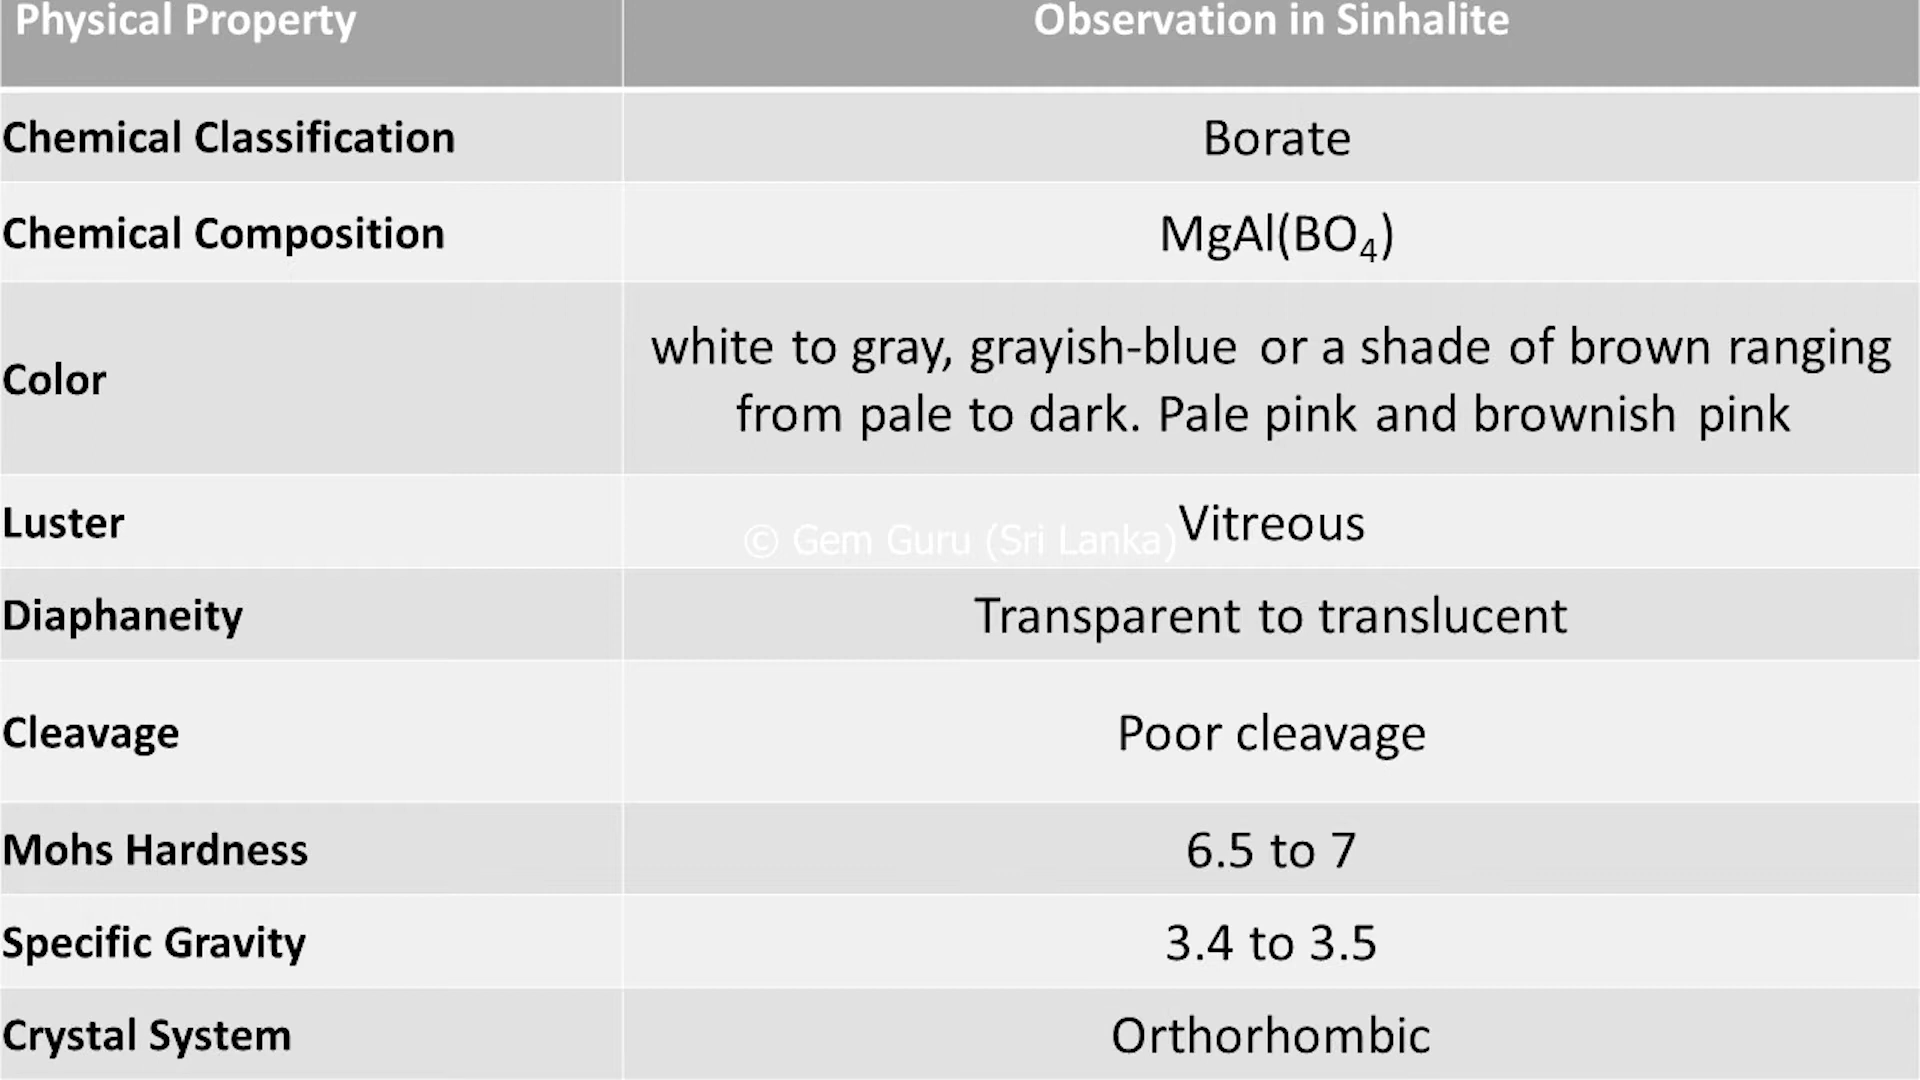 Physical Property Observation in Sinhalite
Chemical Classification Borate
Chemical Composition MgAl(BO₄)
Color white to gray, grayish-blue or a shade of brown ranging
from pale to dark. Pale pink and brownish pink
Luster Vitreous
© Gem Guru (Sri Lanka)
Diaphaneity Transparent to translucent
Cleavage Poor cleavage
Mohs Hardness 6.5 to 7
Specific Gravity 3.4 to 3.5
Crystal System Orthorhombic